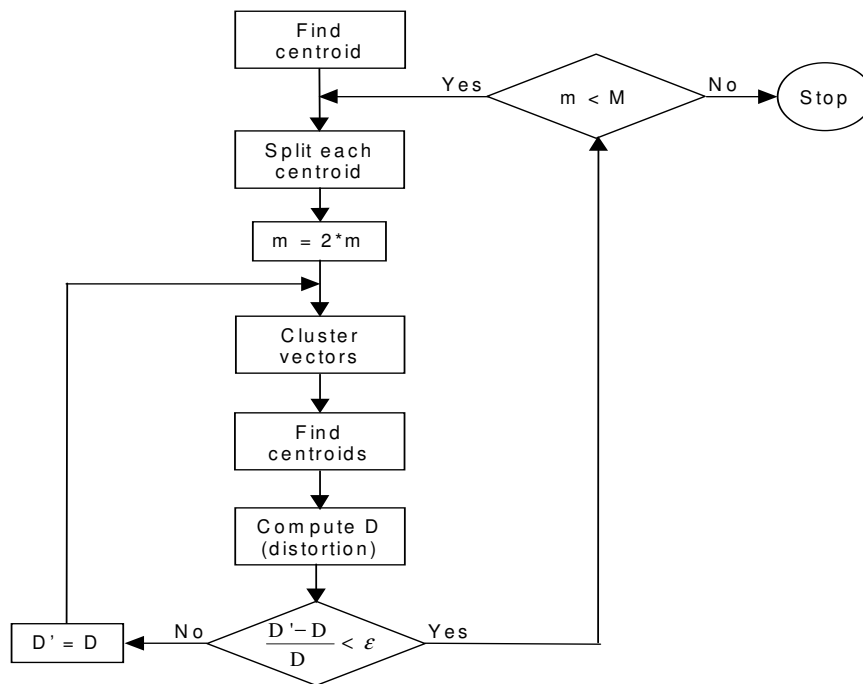 Find
centroid
Yes
m < M
No
Stop
Split each
centroid
m = 2*m
Cluster
vectors
Find
centroids
Compute D
(distortion)
D' = D
No
D'−D
D
< ε
Yes